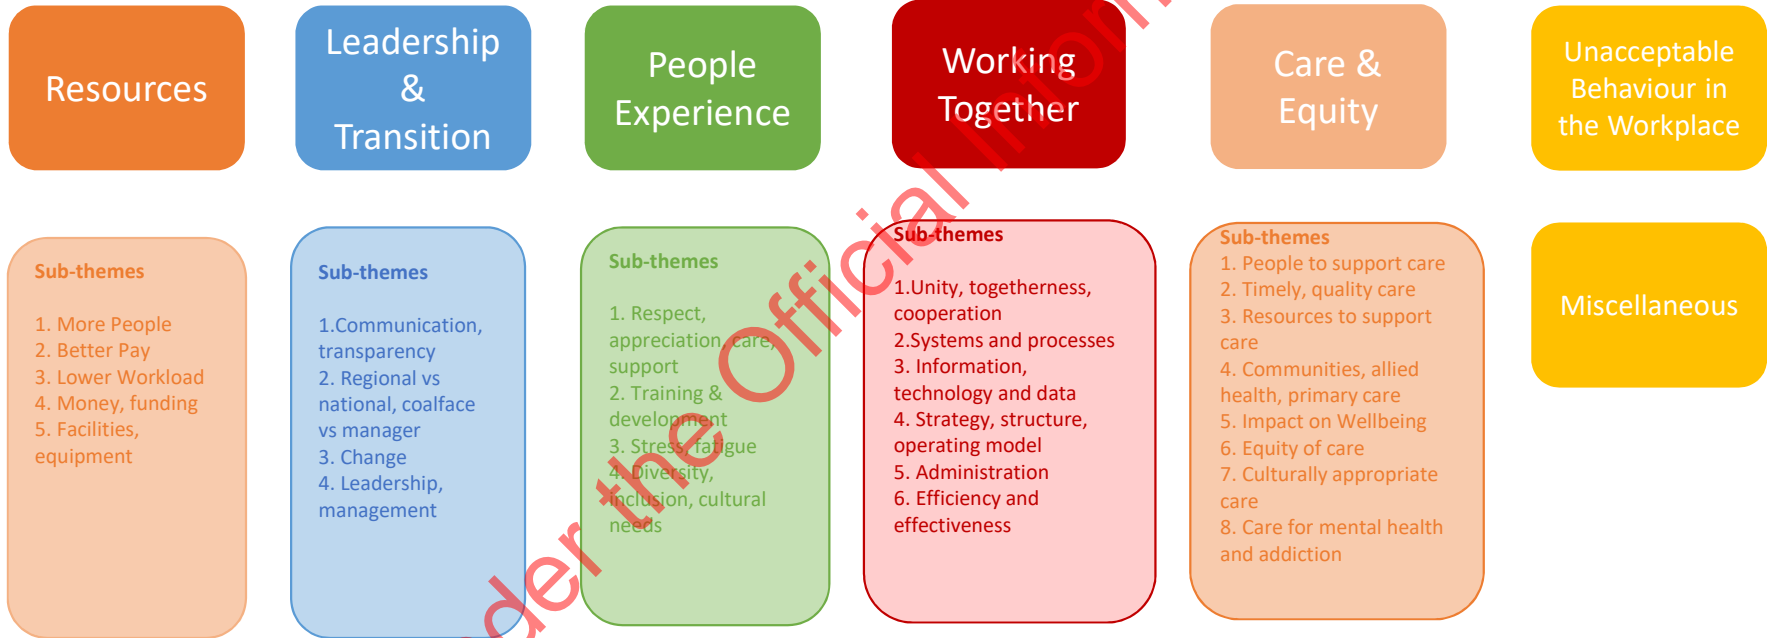 Resources
Leadership
&
Transition
People
Experience
Working
Together
Care &
Equity
Unacceptable
Behaviour in
the Workplace
Sub-themes
1. More People
2. Better Pay
3. Lower Workload
4. Money, funding
5. Facilities,
equipment
Sub-themes
1.Communication,
transparency
2. Regional vs
national, coalface
vs manager
3. Change
4. Leadership,
management
Sub-themes
1. Respect,
appreciation, care,
support
2. Training &
development
3. Stress, fatigue
4. Diversity,
inclusion, cultural
needs
Sub-themes
1.Unity, togetherness,
cooperation
2.Systems and processes
3. Information,
technology and data
4. Strategy, structure,
operating model
5. Administration
6. Efficiency and
effectiveness
Sub-themes
1. People to support care
2. Timely, quality care
3. Resources to support
care
4. Communities, allied
health, primary care
5. Impact on Wellbeing
6. Equity of care
7. Culturally appropriate
care
8. Care for mental health
and addiction
Miscellaneous
the Official